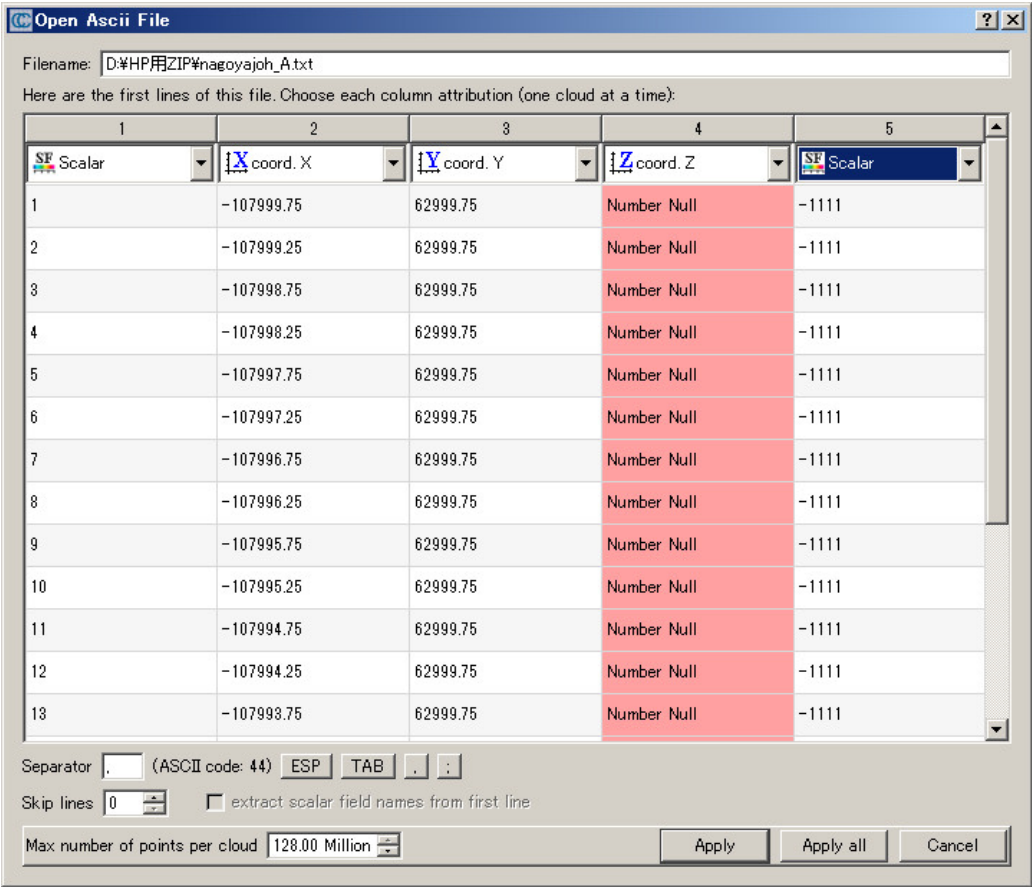 Open Ascii File
Filename: D:¥HP用ZIP¥nagoyajoh_A.txt
Here are the first lines of this file. Choose each column attribution (one cloud at a time):
1 2 3 4 5
SF Scalar X coord. X Y coord. Y Z coord. Z SF Scalar
1 -107999.75 62999.75 Number Null -1111
2 -107999.25 62999.75 Number Null -1111
3 -107998.75 62999.75 Number Null -1111
4 -107998.25 62999.75 Number Null -1111
5 -107997.75 62999.75 Number Null -1111
6 -107997.25 62999.75 Number Null -1111
7 -107996.75 62999.75 Number Null -1111
8 -107996.25 62999.75 Number Null -1111
9 -107995.75 62999.75 Number Null -1111
10 -107995.25 62999.75 Number Null -1111
11 -107994.75 62999.75 Number Null -1111
12 -107994.25 62999.75 Number Null -1111
13 -107993.75 62999.75 Number Null -1111
Separator , (ASCII code: 44) ESP TAB , ;
Skip lines 0 extract scalar field names from first line
Max number of points per cloud 128.00 Million Apply Apply all Cancel